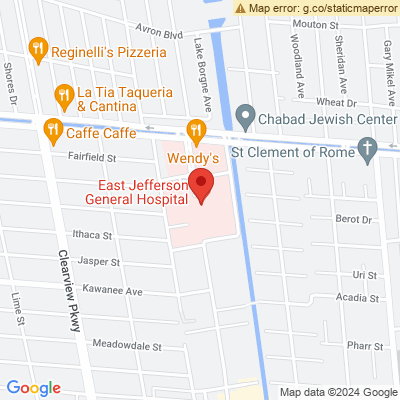 Map error: g.co/staticmaperror
Avron Blvd
Mouton St
Reginelli's Pizzeria
Lake Borgne Ave
Woodland Ave
Sheridan Ave
Gary Mikel Ave
Shores Dr
La Tia Taqueria
& Cantina
Wheat Dr
Chabad Jewish Center
Caffe Caffe
Wendy's
St Clement of Rome
Fairfield St
East Jefferson
General Hospital
Berot Dr
Ithaca St
Jasper St
Clearview Pkwy
Uri St
Kawanee Ave
Acadia St
Lime St
Meadowdale St
Pharr St
Google
Map data ©2024 Google